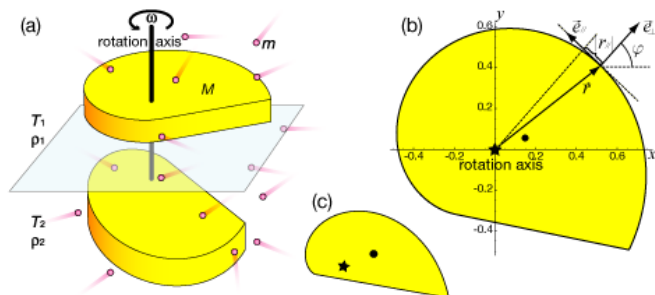 (a)
ω
rotation axis
m
M
T₁
ρ₁
T₂
ρ₂
(b)
y
0.6
0.4
0.2
-0.4
-0.2
0.2
0.4
0.6
x
-0.2
-0.4
rotation axis
e⃗∥
|r∥|
e⃗⊥
φ
r⃗
(c)